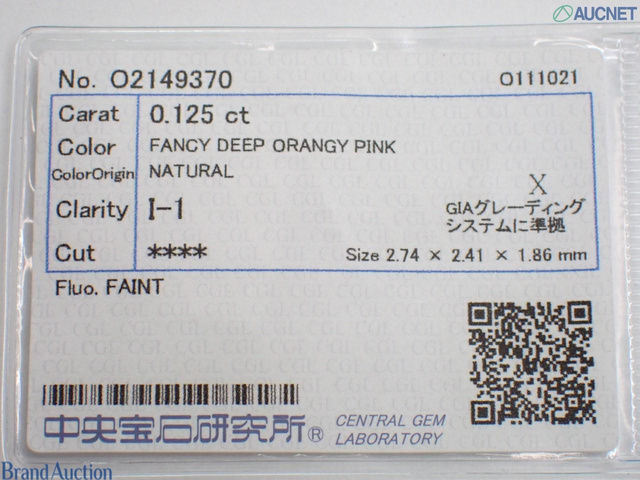 AUCNET
No. O2149370 O111021
Carat 0.125 ct
Color FANCY DEEP ORANGY PINK
ColorOrigin NATURAL
X
Clarity I-1 GIAグレーディング
システムに準拠
Cut **** Size 2.74 × 2.41 × 1.86 mm
Fluo. FAINT
中央宝石研究所® CENTRAL GEM
LABORATORY
Brand Auction